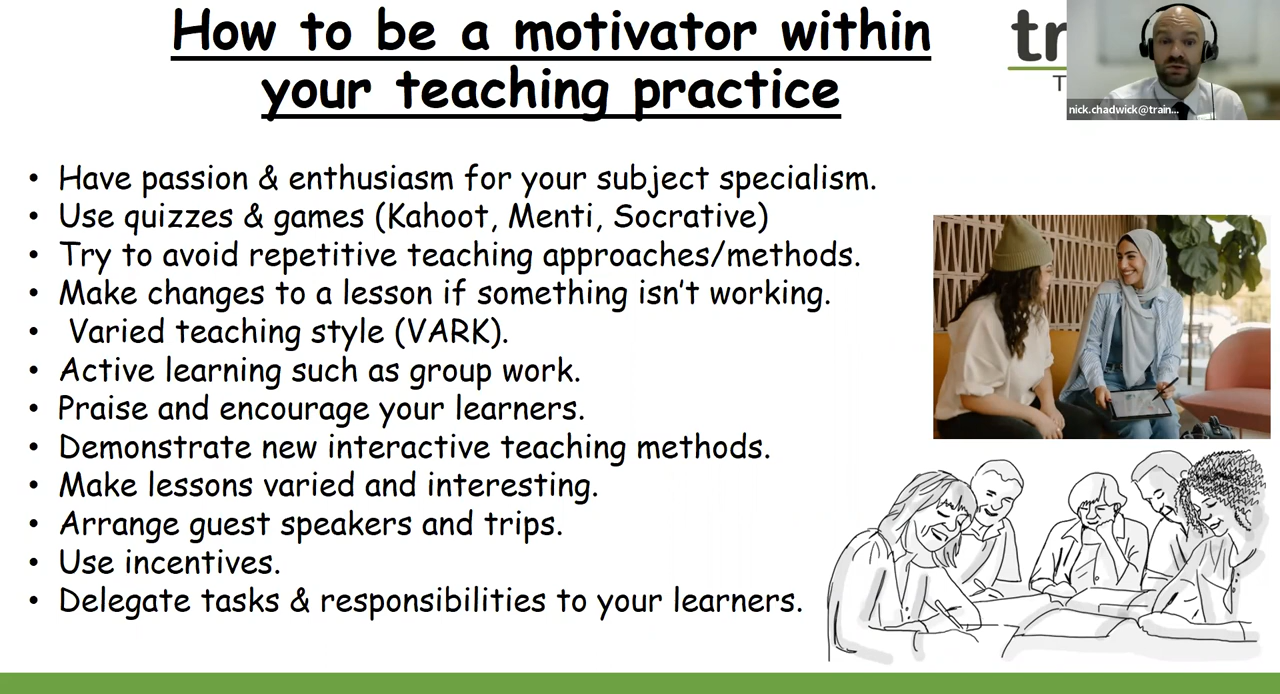 How to be a motivator within
your teaching practice
tr
T
nick.chadwick@train...
• Have passion & enthusiasm for your subject specialism.
• Use quizzes & games (Kahoot, Menti, Socrative)
• Try to avoid repetitive teaching approaches/methods.
• Make changes to a lesson if something isn't working.
• Varied teaching style (VARK).
• Active learning such as group work.
• Praise and encourage your learners.
• Demonstrate new interactive teaching methods.
• Make lessons varied and interesting.
• Arrange guest speakers and trips.
• Use incentives.
• Delegate tasks & responsibilities to your learners.